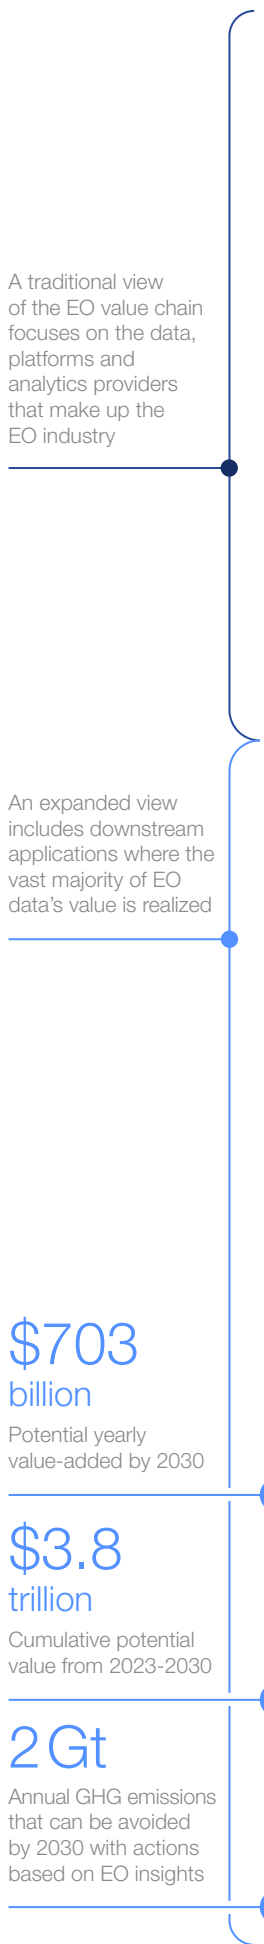 A traditional view
of the EO value chain
focuses on the data,
platforms and
analytics providers
that make up the
EO industry
An expanded view
includes downstream
applications where the
vast majority of EO
data's value is realized
$703
billion
Potential yearly
value-added by 2030
$3.8
trillion
Cumulative potential
value from 2023-2030
2 Gt
Annual GHG emissions
that can be avoided
by 2030 with actions
based on EO insights